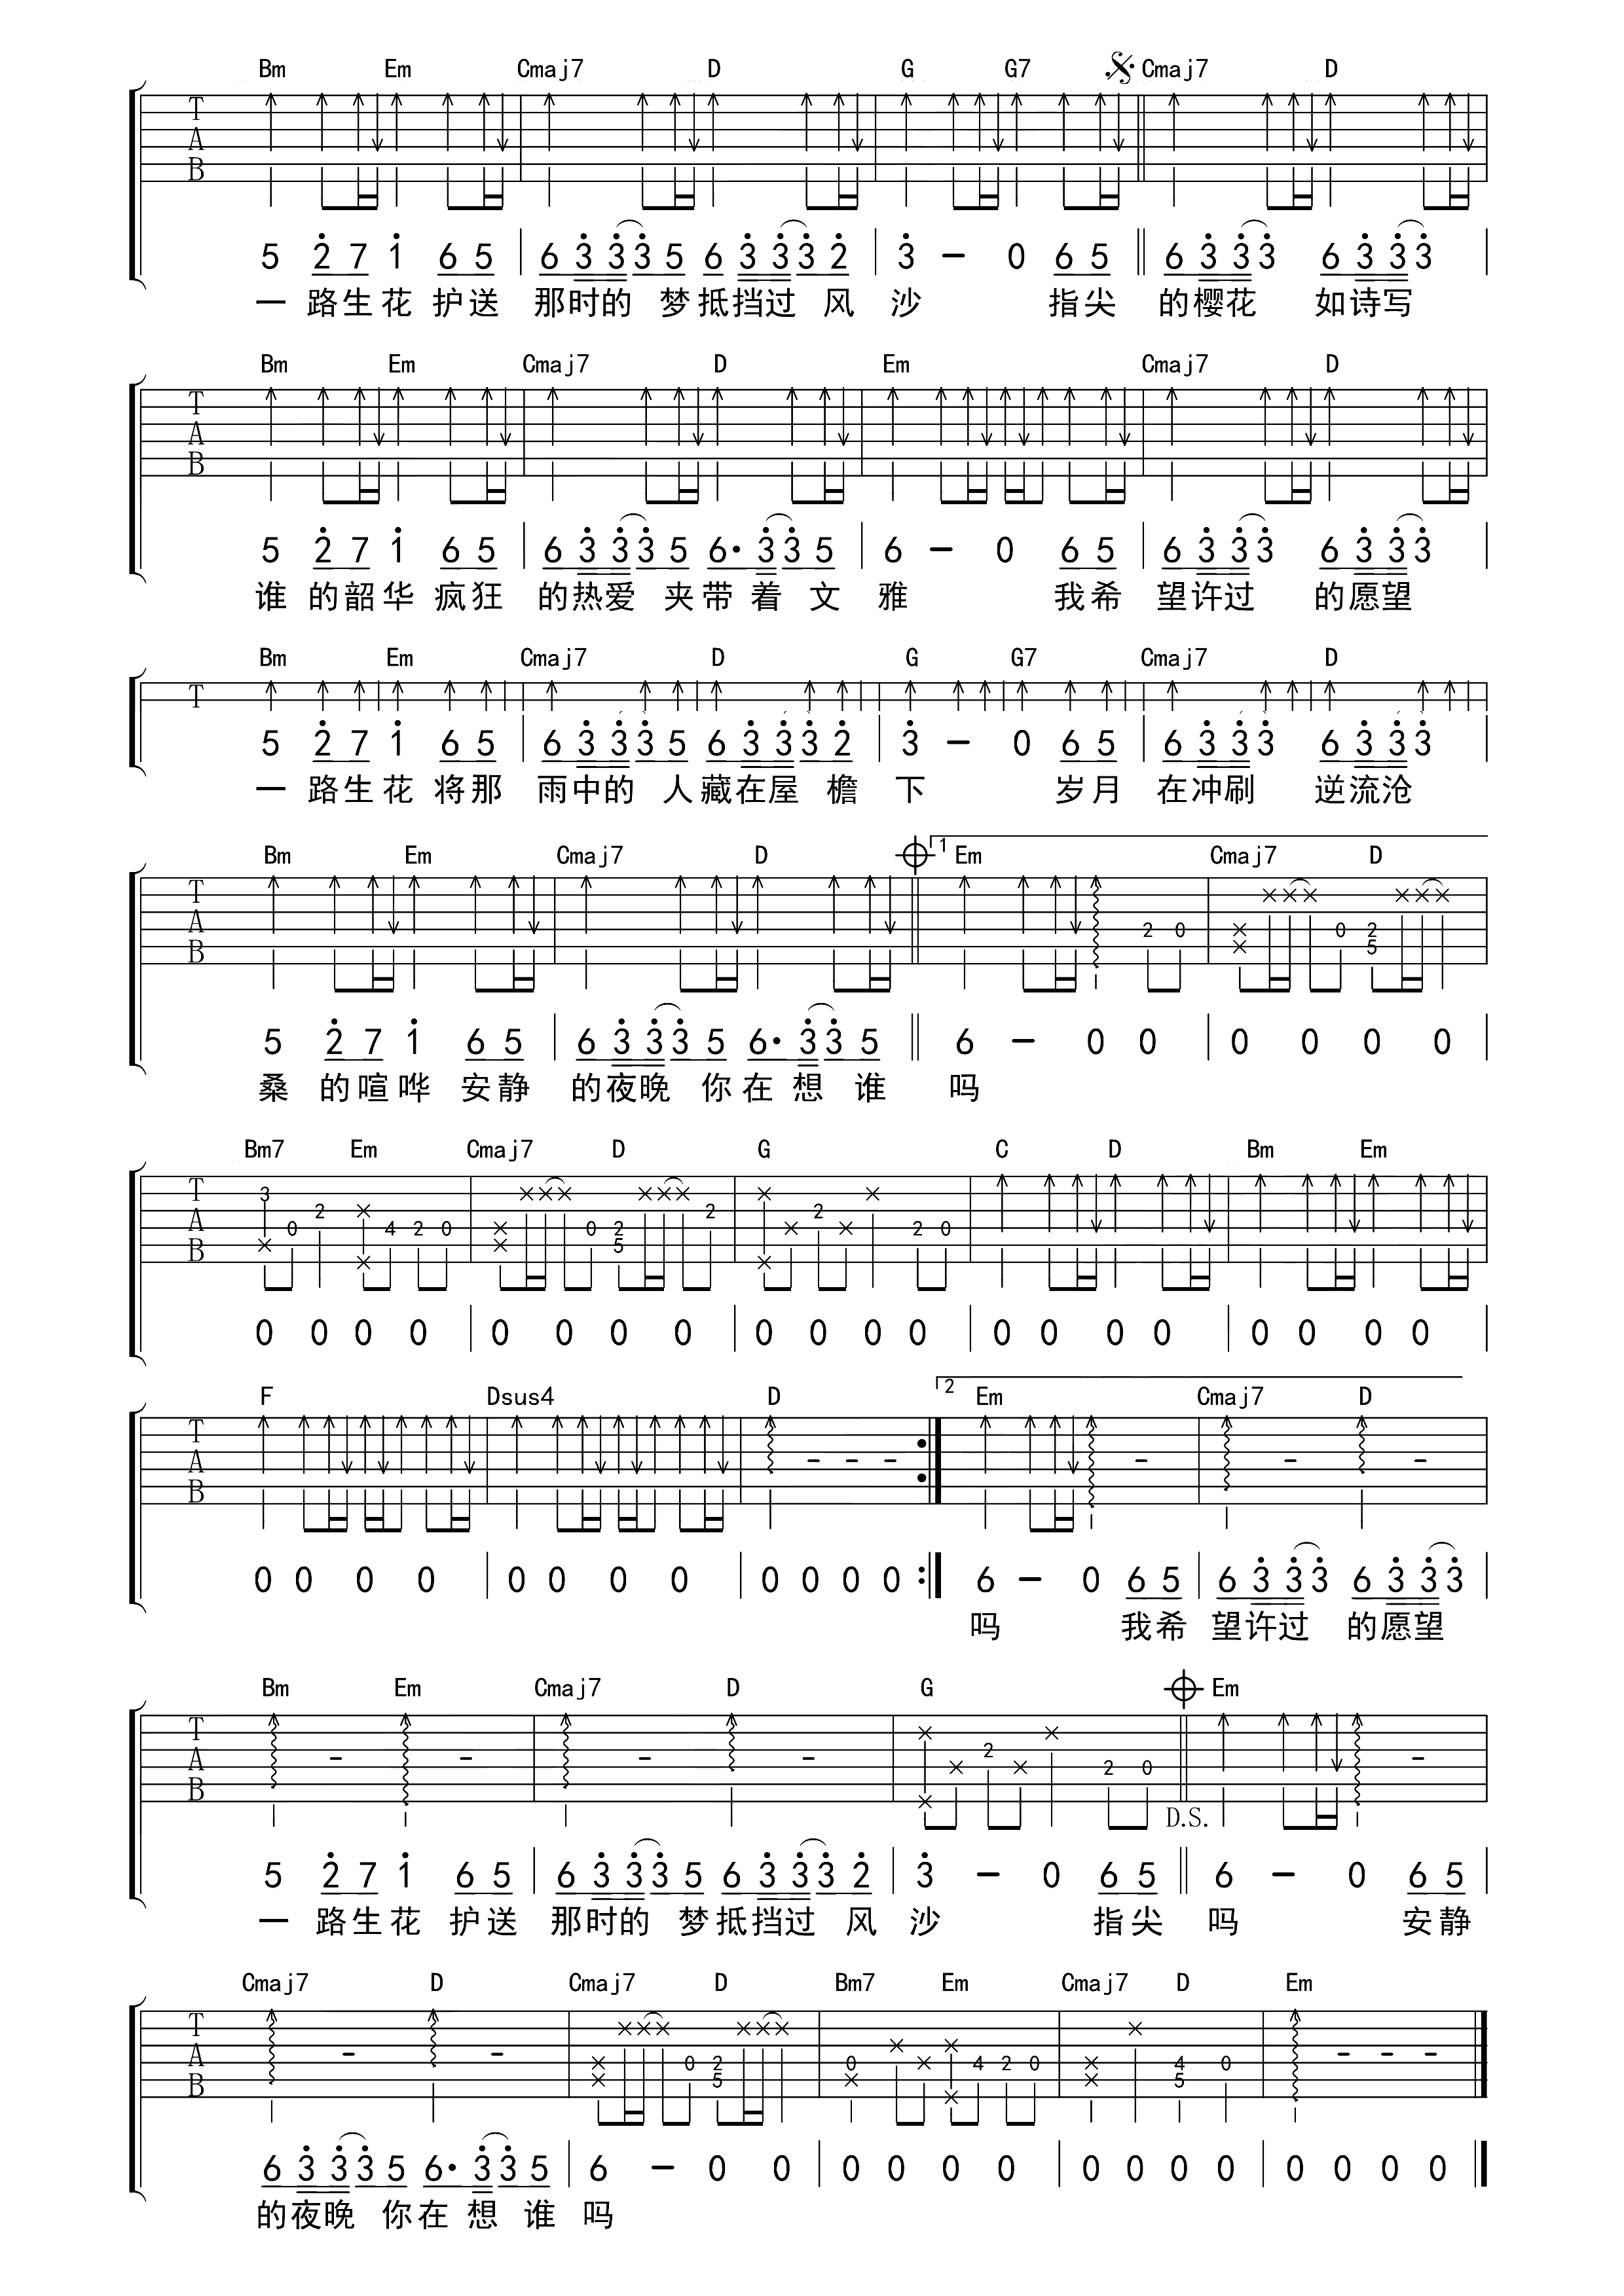 Bm Em Cmaj7 D G G7 Cmaj7 D
T
A
B
5 2 7 1 6 5 6 3 3 3 5 6 3 3 3 2 3 - 0 6 5 6 3 3 3 6 3 3 3
一 路生花 护送 那时的 梦抵挡过 风 沙 指尖 的樱花 如诗写
Bm Em Cmaj7 D Em Cmaj7 D
T
A
B
5 2 7 1 6 5 6 3 3 3 5 6· 3 3 5 6 - 0 6 5 6 3 3 3 6 3 3 3
谁 的韶华 疯狂 的热爱 夹带 着 文 雅 我希 望许过 的愿望
Bm Em Cmaj7 D G G7 Cmaj7 D
T
5 2 7 1 6 5 6 3 3 3 5 6 3 3 3 2 3 - 0 6 5 6 3 3 3 6 3 3 3
一 路生花 将那 雨中的 人藏在屋 檐 下 岁月 在冲刷 逆流沧
Bm Em Cmaj7 D 1 Em Cmaj7 D
T
A
B
2 0 0 2 5
5 2 7 1 6 5 6 3 3 3 5 6· 3 3 5 6 - 0 0 0 0 0 0
桑 的喧哗 安静 的夜晚 你在 想 谁 吗
Bm7 Em Cmaj7 D G C D Bm Em
T
A
B
3 0 2 4 2 0 0 2 5 2 2 2 0
0 0 0 0 0 0 0 0 0 0 0 0 0 0 0 0 0 0 0 0
F Dsus4 D 2 Em Cmaj7 D
T
A
B
0 0 0 0 0 0 0 0 0 0 0 0 6 - 0 6 5 6 3 3 3 6 3 3 3
吗 我希 望许过 的愿望
Bm Em Cmaj7 D G Em
T
A
B
2 2 0
D.S.
5 2 7 1 6 5 6 3 3 3 5 6 3 3 3 2 3 - 0 6 5 6 - 0 6 5
一 路生花 护送 那时的 梦抵挡过 风 沙 指尖 吗 安静
Cmaj7 D Cmaj7 D Bm7 Em Cmaj7 D Em
T
A
B
0 2 5 0 4 2 0 4 5 0
6 3 3 3 5 6· 3 3 5 6 - 0 0 0 0 0 0 0 0 0 0 0 0 0 0
的夜晚 你在 想 谁 吗